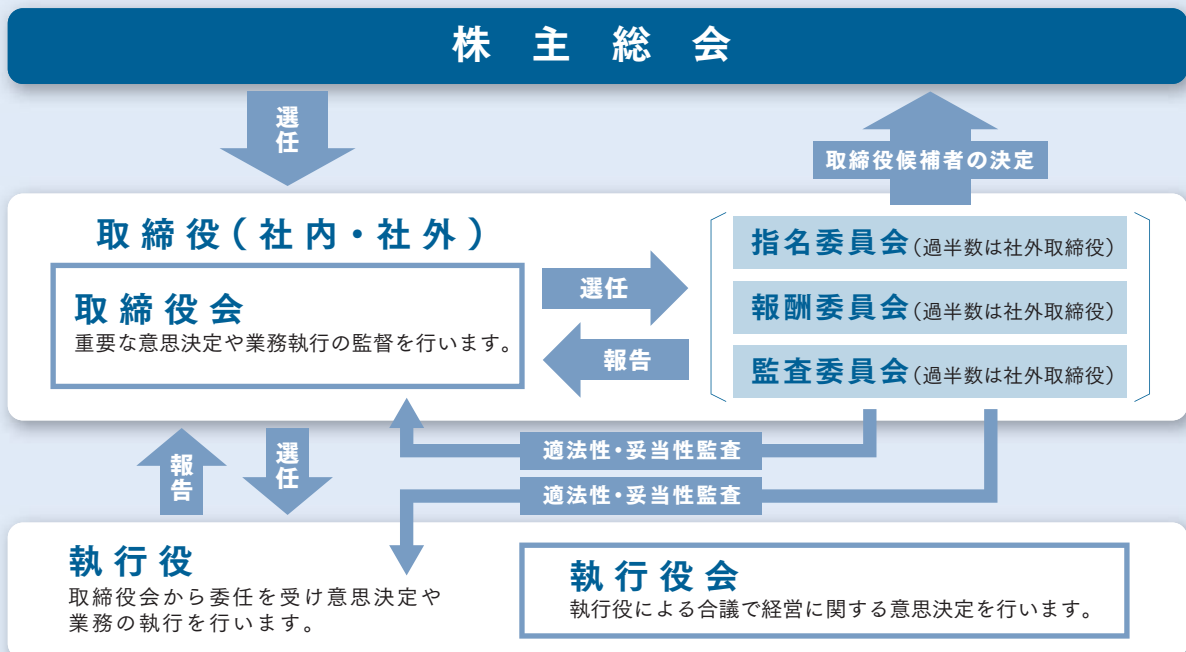 株主総会
選任
取締役候補者の決定
取締役(社内・社外)
取締役会
重要な意思決定や業務執行の監督を行います。
選任
報告
指名委員会(過半数は社外取締役)
報酬委員会(過半数は社外取締役)
監査委員会(過半数は社外取締役)
適法性・妥当性監査
適法性・妥当性監査
報告
選任
執行役
取締役会から委任を受け意思決定や
業務の執行を行います。
執行役会
執行役による合議で経営に関する意思決定を行います。